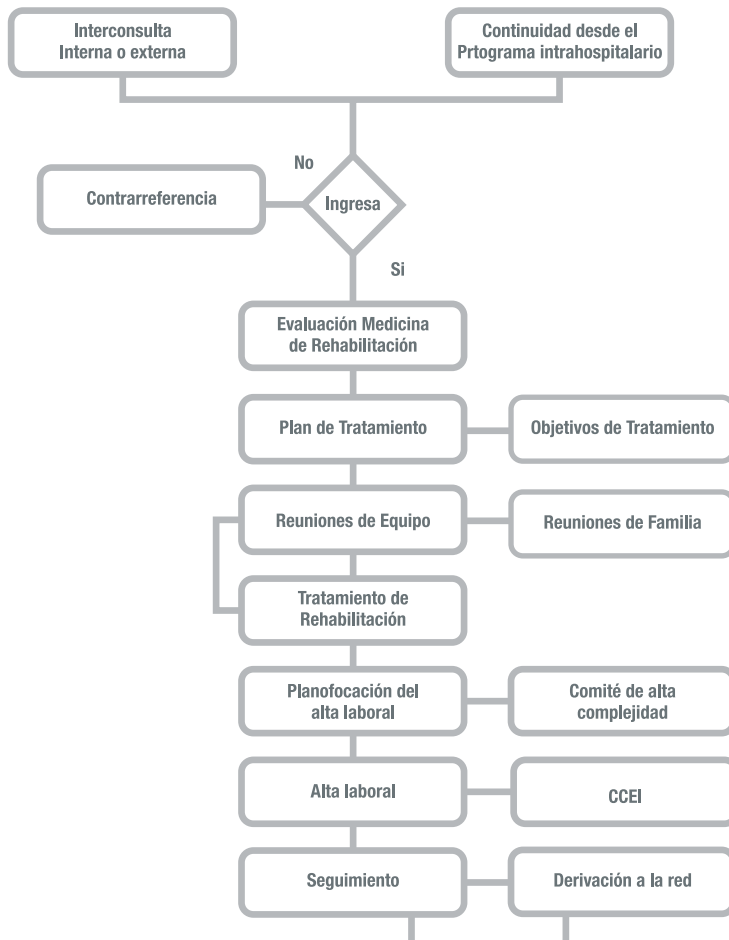 Interconsulta
Interna o externa
Continuidad desde el
Prtograma intrahospitalario
No
Contrarreferencia
Ingresa
Si
Evaluación Medicina
de Rehabilitación
Plan de Tratamiento
Objetivos de Tratamiento
Reuniones de Equipo
Reuniones de Familia
Tratamiento de
Rehabilitación
Planofocación del
alta laboral
Comité de alta
complejidad
Alta laboral
CCEI
Seguimiento
Derivación a la red